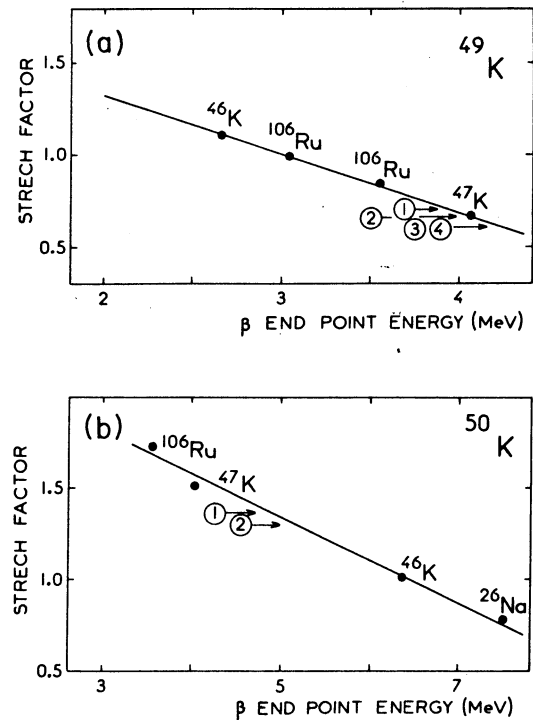 (a)
49
K
1.5
1.0
0.5
STRECH FACTOR
46K
106Ru
106Ru
47K
1
2
3 4
2 3 4
β END POINT ENERGY (MeV)
(b)
50
K
1.5
1.0
0.5
STRECH FACTOR
106Ru
47K
1
2
46K
26Na
3 5 7
β END POINT ENERGY (MeV)